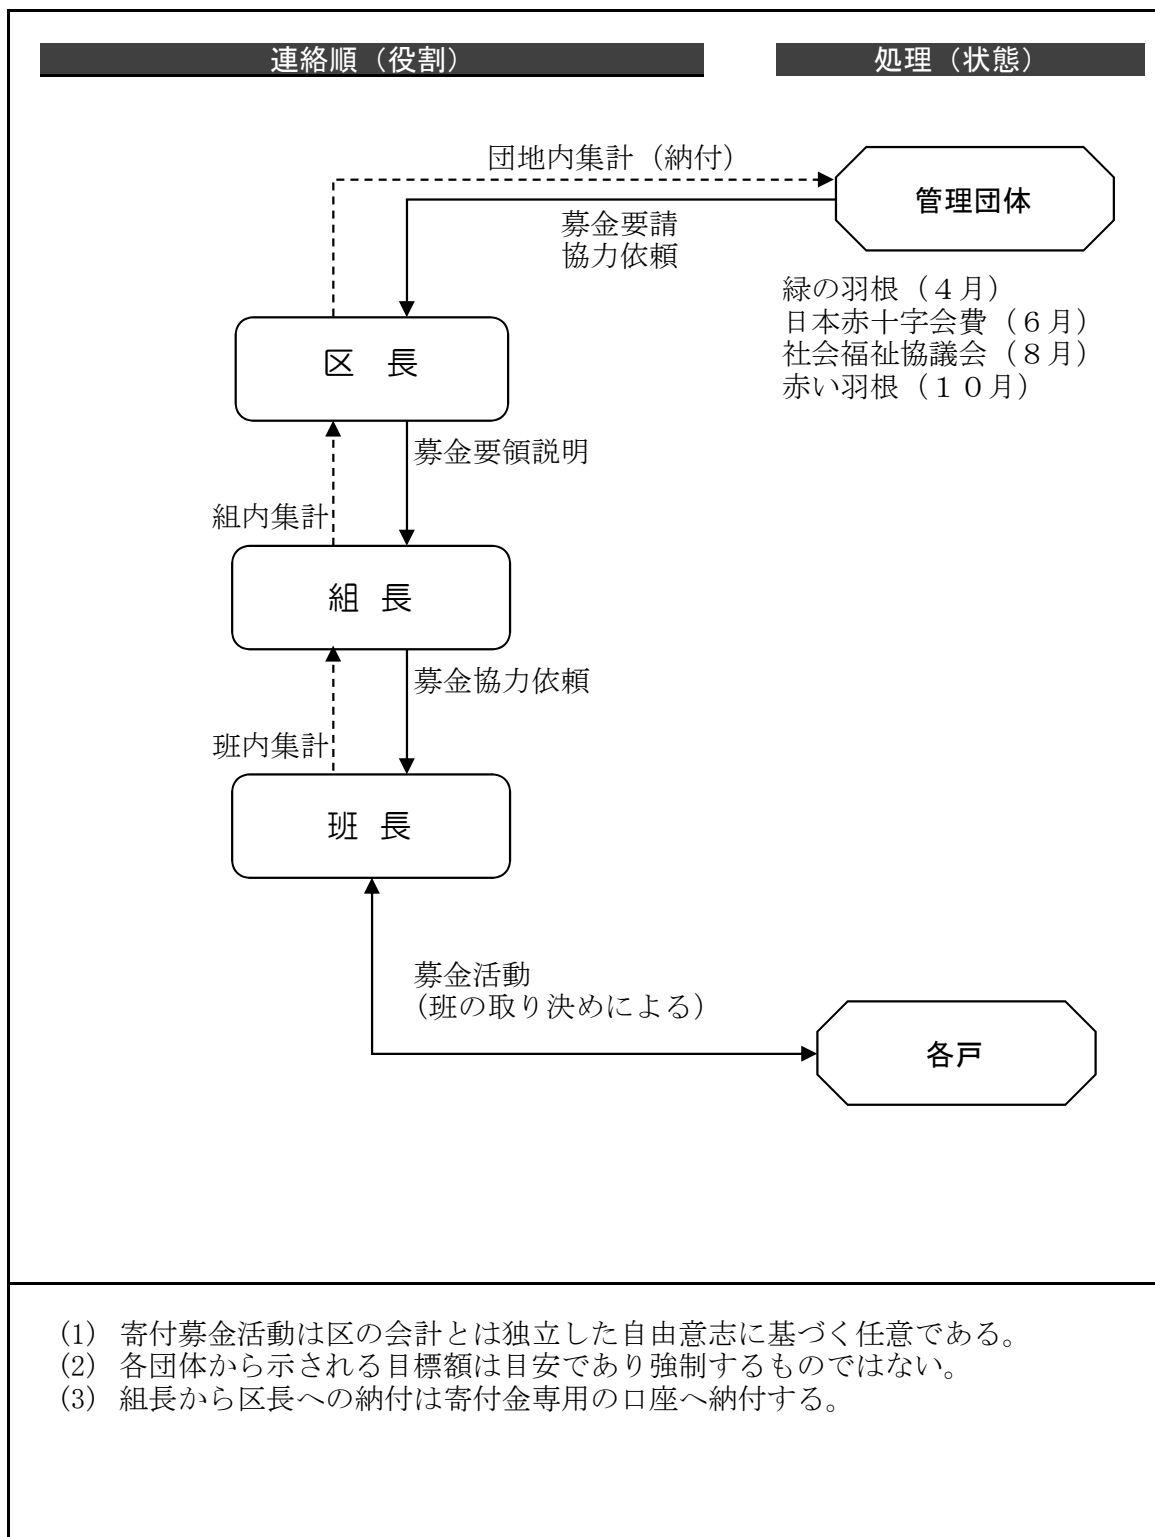 連絡順（役割）
処理（状態）
団地内集計（納付）
管理団体
募金要請
協力依頼
緑の羽根（４月）
日本赤十字会費（６月）
社会福祉協議会（８月）
赤い羽根（１０月）
区　長
募金要領説明
組内集計
組 長
募金協力依頼
班内集計
班 長
募金活動
（班の取り決めによる）
各戸
(1) 寄付募金活動は区の会計とは独立した自由意志に基づく任意である。
(2) 各団体から示される目標額は目安であり強制するものではない。
(3) 組長から区長への納付は寄付金専用の口座へ納付する。